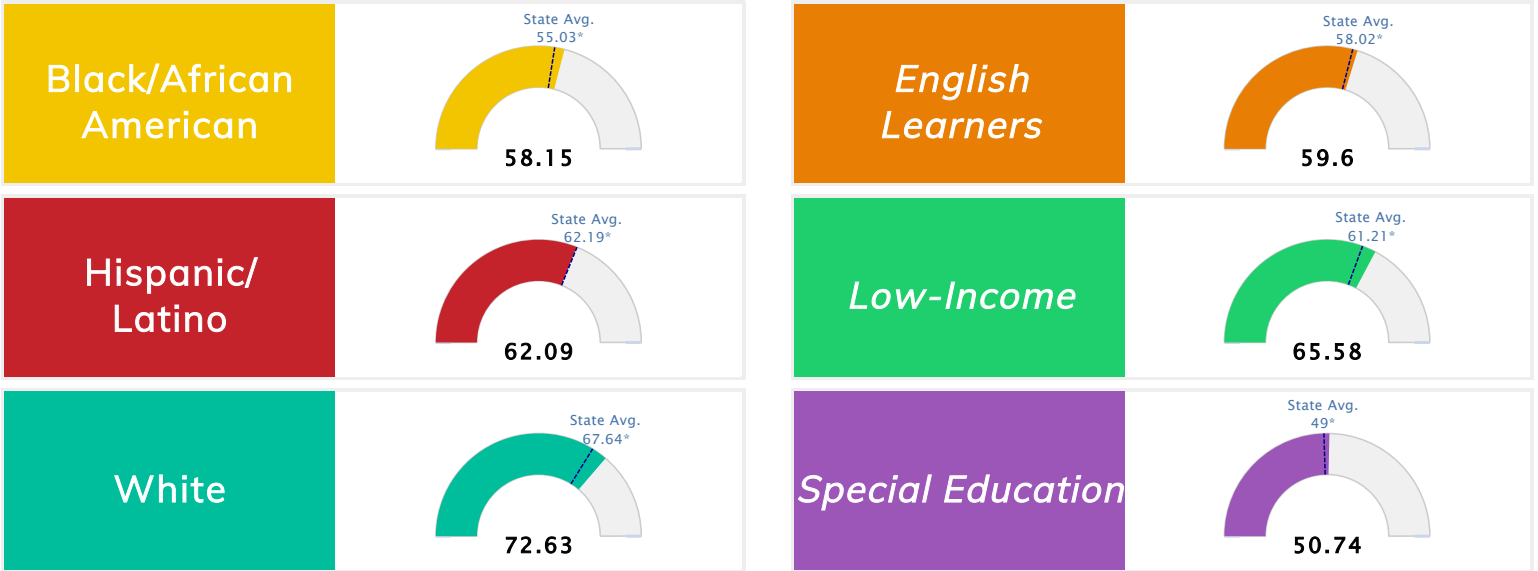 Black/African
American
State Avg.
55.03*
58.15
English
Learners
State Avg.
58.02*
59.6
Hispanic/
Latino
State Avg.
62.19*
62.09
Low-Income
State Avg.
61.21*
65.58
White
State Avg.
67.64*
72.63
Special Education
State Avg.
49*
50.74